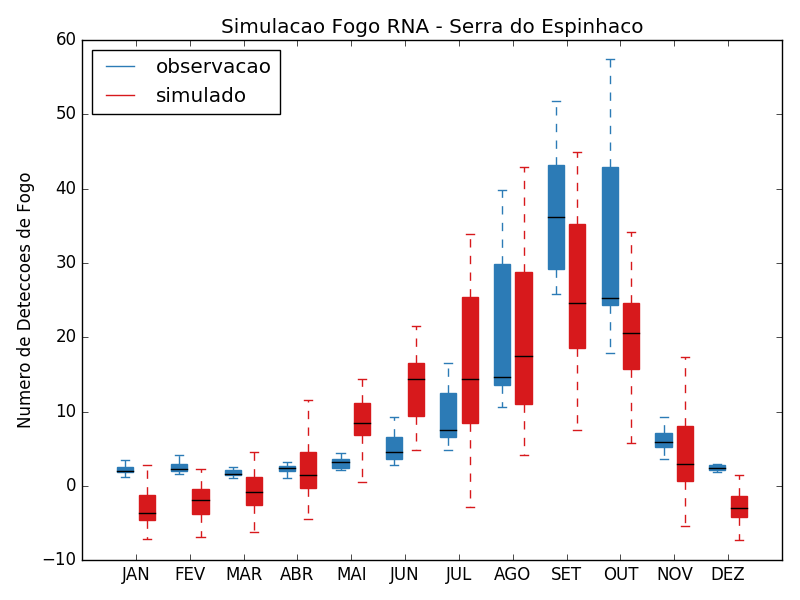 Simulacao Fogo RNA - Serra do Espinhaco
60
50
40
30
20
10
0
−10
Numero de Deteccoes de Fogo
observacao
simulado
JAN FEV MAR ABR MAI JUN JUL AGO SET OUT NOV DEZ